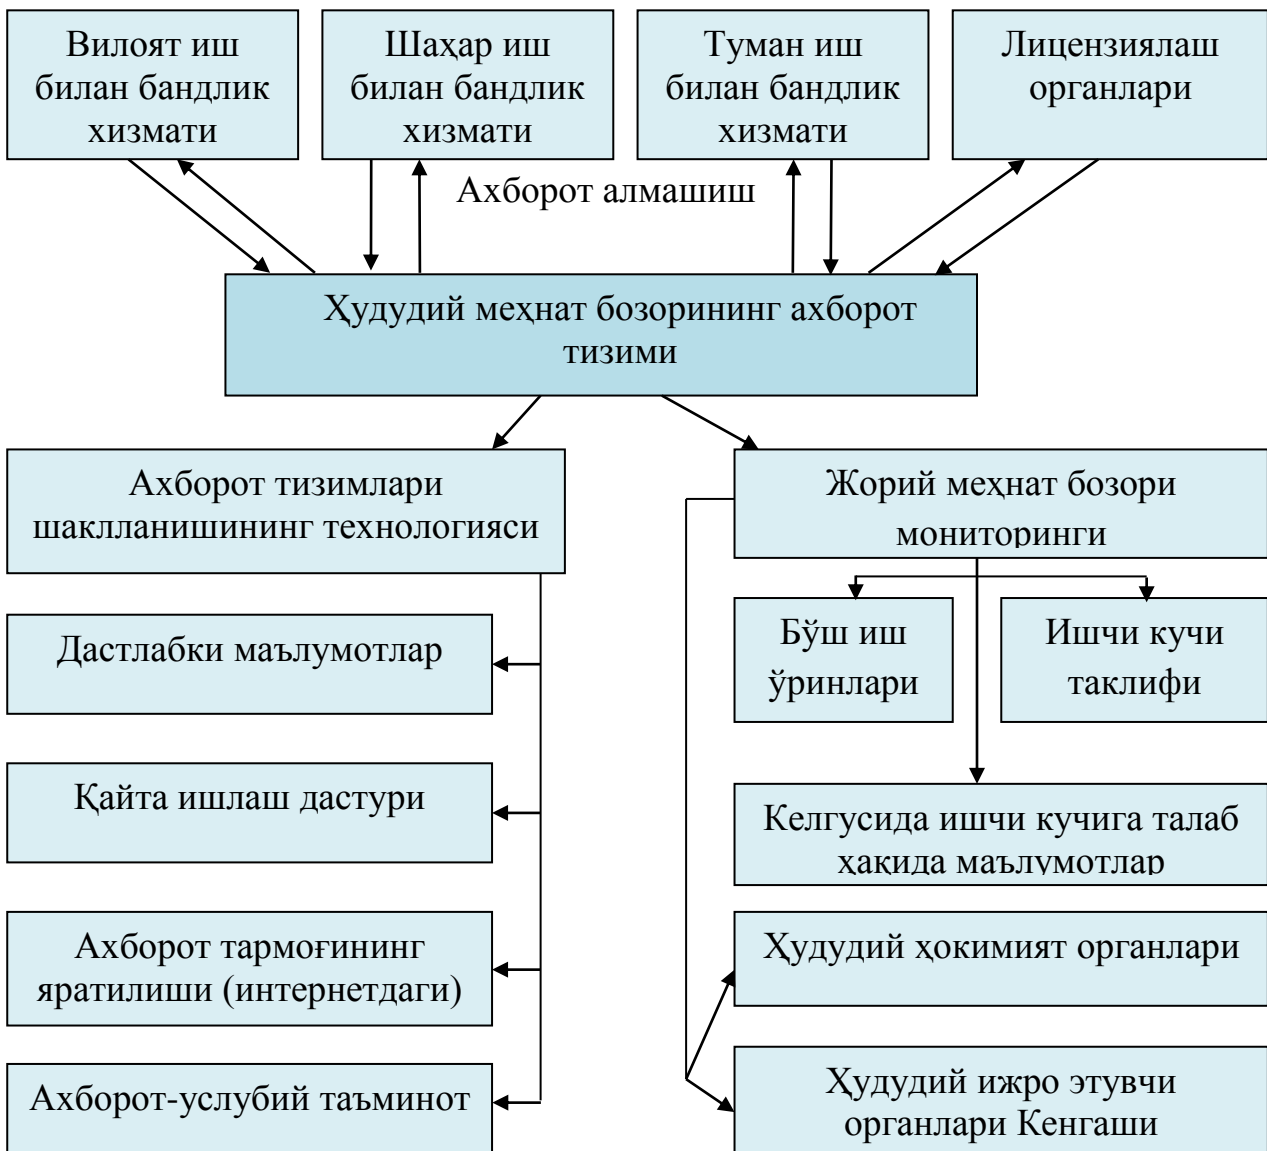 Вилоят иш
билан бандлик
хизмати
Шаҳар иш
билан бандлик
хизмати
Туман иш
билан бандлик
хизмати
Лицензиялаш
органлари
Ахборот алмашиш
Ҳудудий меҳнат бозорининг ахборот
тизими
Ахборот тизимлари
шаклланишининг технологияси
Дастлабки маълумотлар
Қайта ишлаш дастури
Ахборот тармоғининг
яратилиши (интернетдаги)
Ахборот-услубий таъминот
Жорий меҳнат бозори
мониторинги
Бўш иш
ўринлари
Ишчи кучи
таклифи
Келгусида ишчи кучига талаб
ҳақида маълумотлар
Ҳудудий ҳокимият органлари
Ҳудудий ижро этувчи
органлари Кенгаши